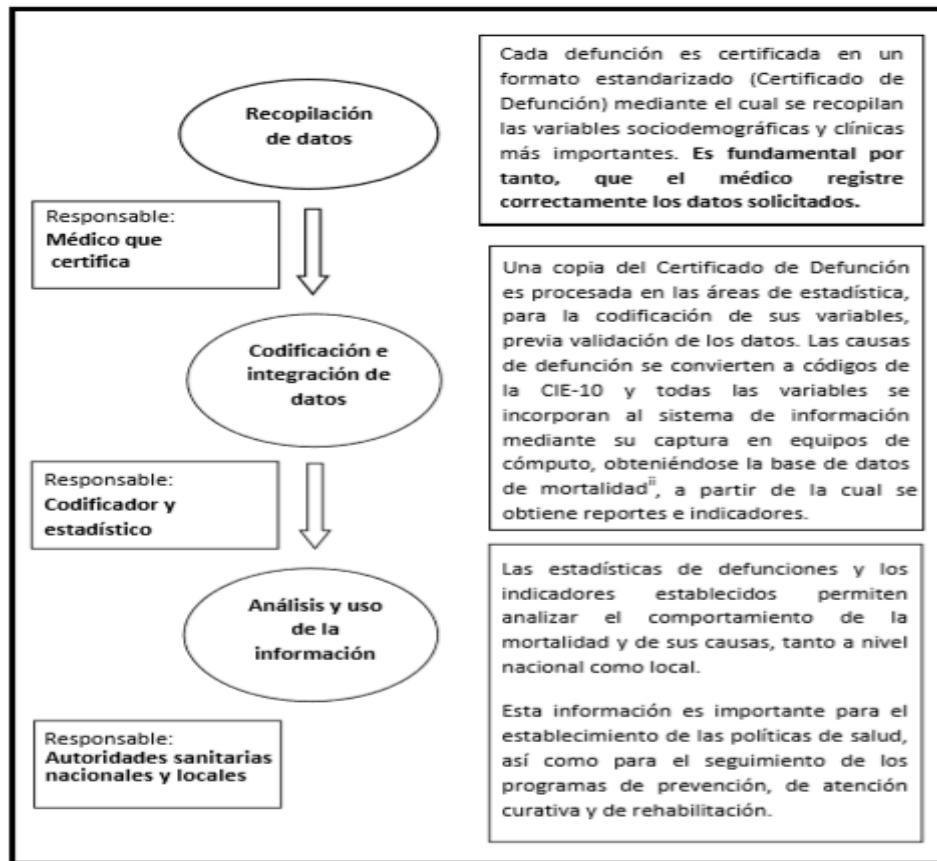 Recopilación
de datos
Cada defunción es certificada en un
formato estandarizado (Certificado de
Defunción) mediante el cual se recopilan
las variables sociodemográficas y clínicas
más importantes. Es fundamental por
tanto, que el médico registre
correctamente los datos solicitados.
Responsable:
Médico que
certifica
Codificación e
integración de
datos
Una copia del Certificado de Defunción
es procesada en las áreas de estadística,
para la codificación de sus variables,
previa validación de los datos. Las causas
de defunción se convierten a códigos de
la CIE-10 y todas las variables se
incorporan al sistema de información
mediante su captura en equipos de
cómputo, obteniéndose la base de datos
de mortalidadⁱⁱ, a partir de la cual se
obtiene reportes e indicadores.
Responsable:
Codificador y
estadístico
Análisis y uso
de la
información
Las estadísticas de defunciones y los
indicadores establecidos permiten
analizar el comportamiento de la
mortalidad y de sus causas, tanto a nivel
nacional como local.
Esta información es importante para el
establecimiento de las políticas de salud,
así como para el seguimiento de los
programas de prevención, de atención
curativa y de rehabilitación.
Responsable:
Autoridades sanitarias
nacionales y locales